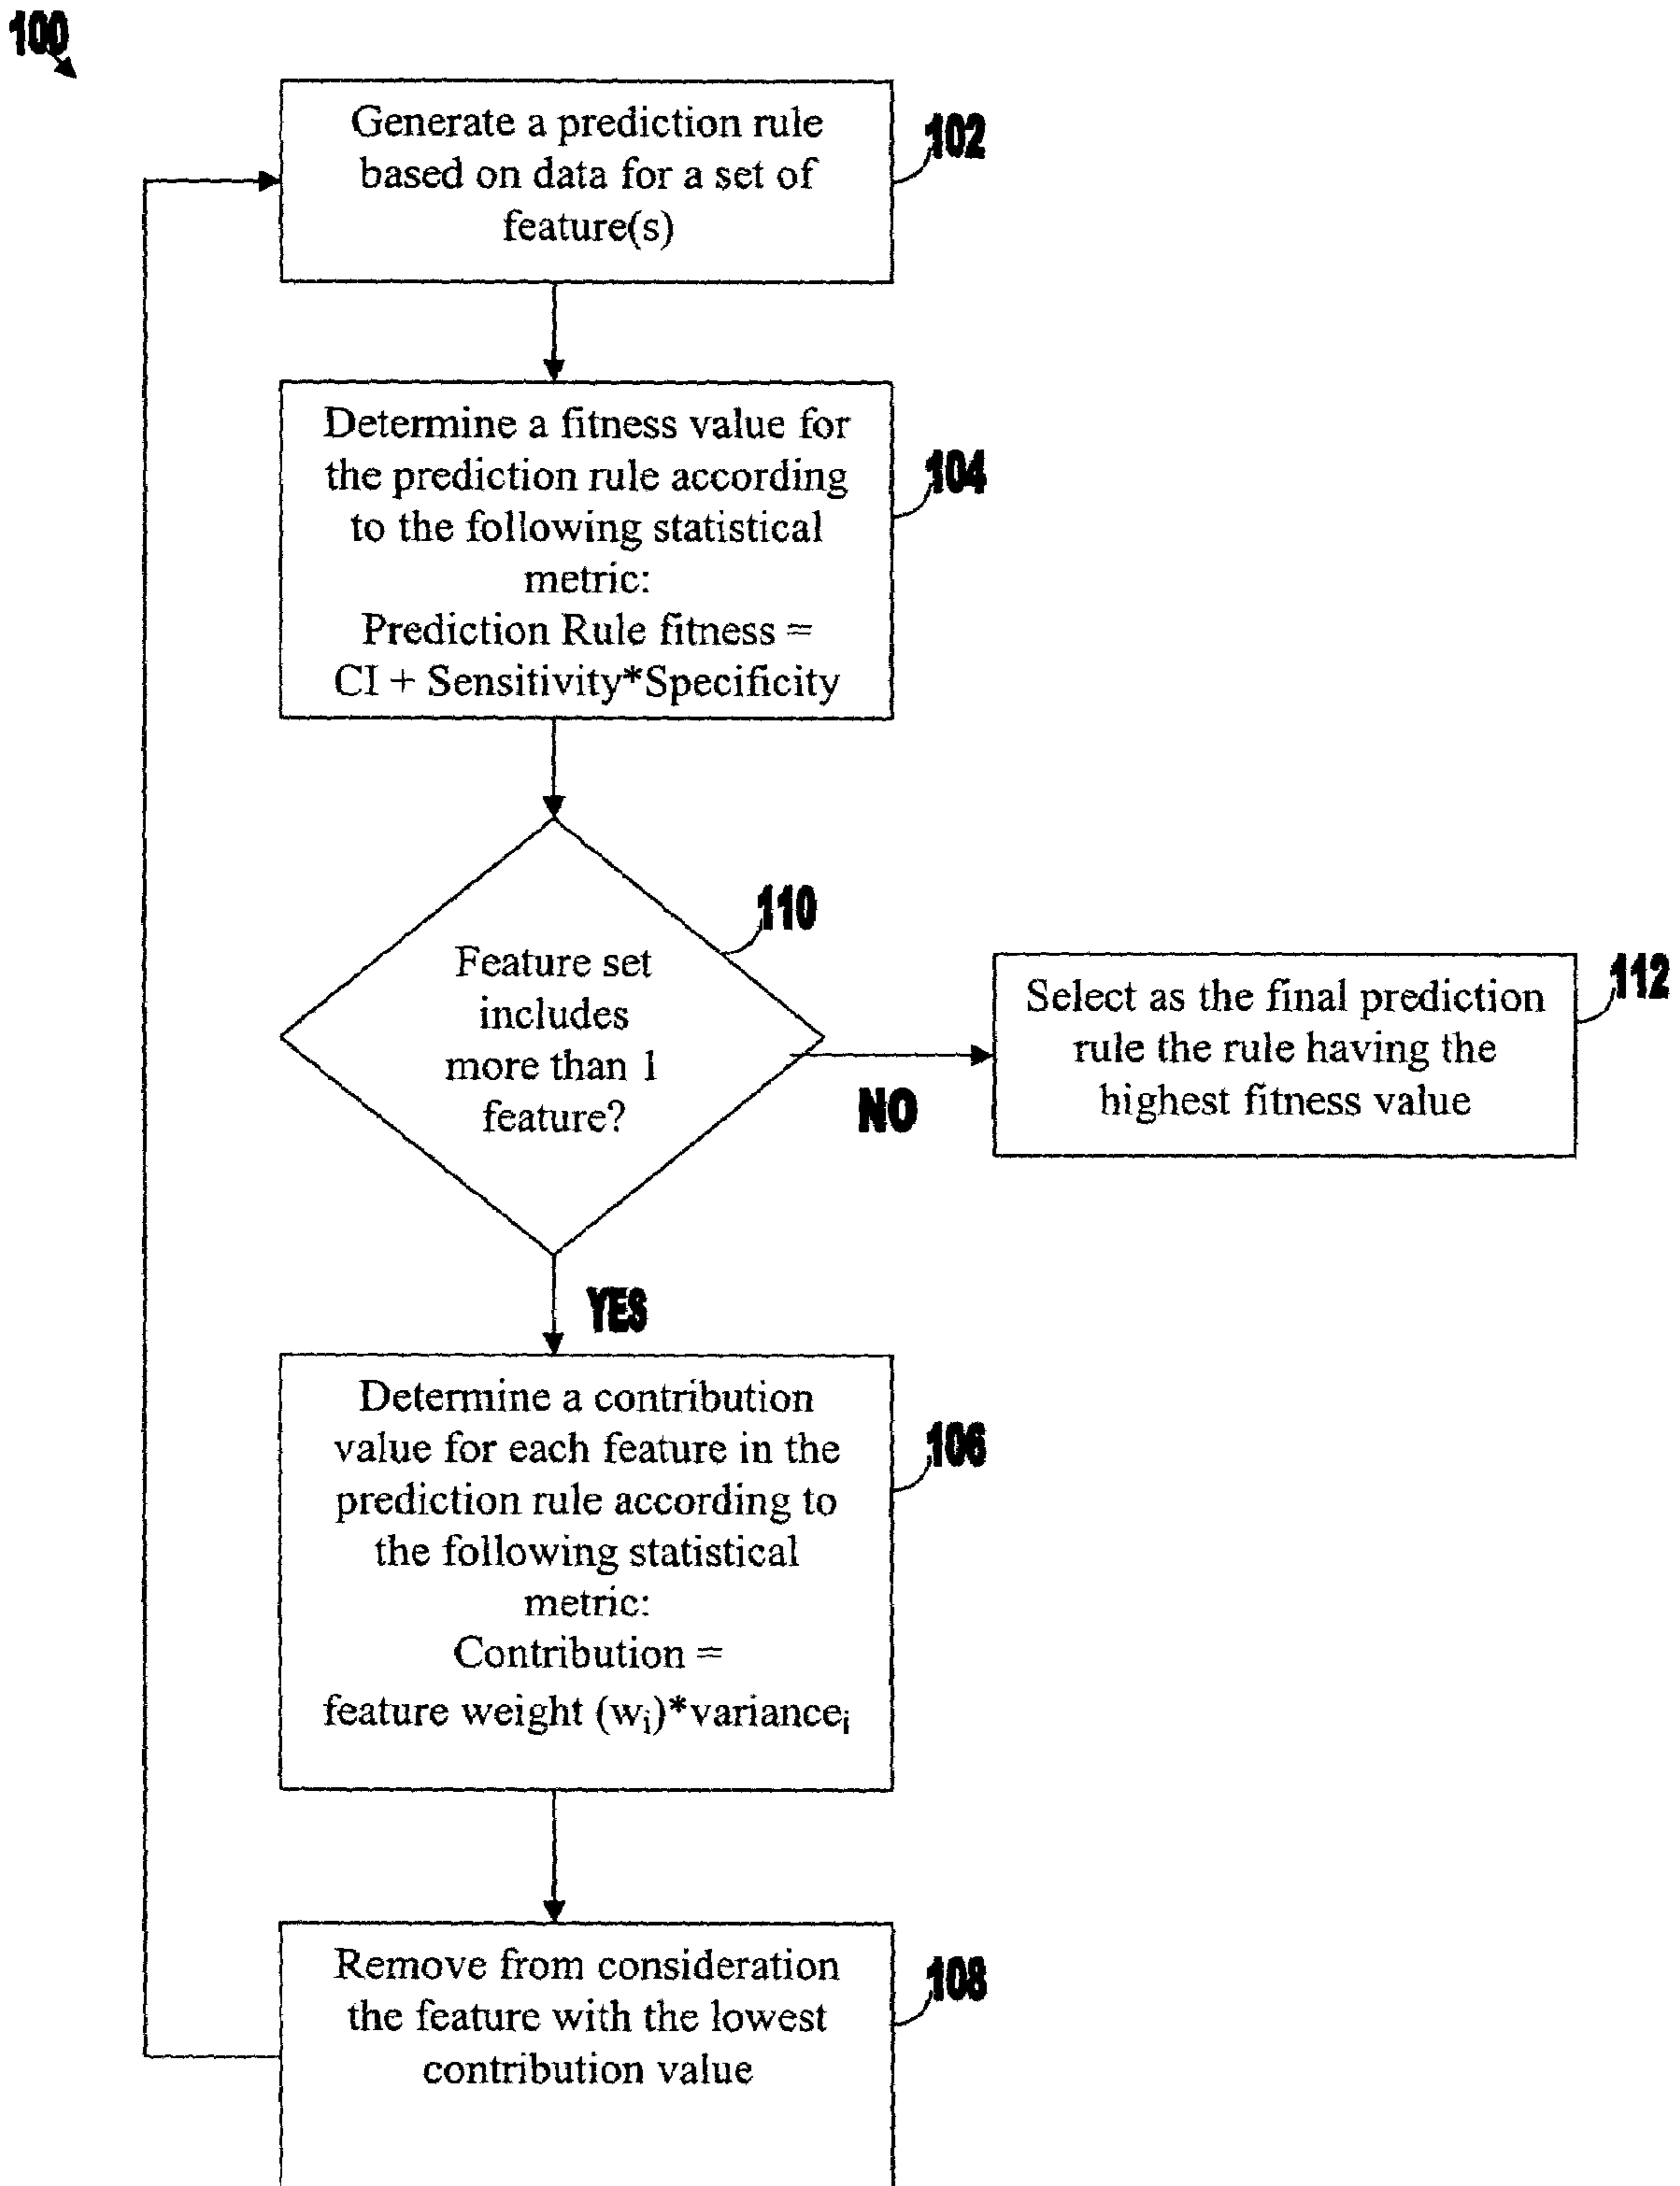 100
Generate a prediction rule
based on data for a set of
feature(s)
102
Determine a fitness value for
the prediction rule according
to the following statistical
metric:
Prediction Rule fitness =
CI + Sensitivity*Specificity
104
Feature set
includes
more than 1
feature?
110
NO
Select as the final prediction
rule the rule having the
highest fitness value
112
YES
Determine a contribution
value for each feature in the
prediction rule according to
the following statistical
metric:
Contribution =
feature weight (wi)*variancei
106
Remove from consideration
the feature with the lowest
contribution value
108